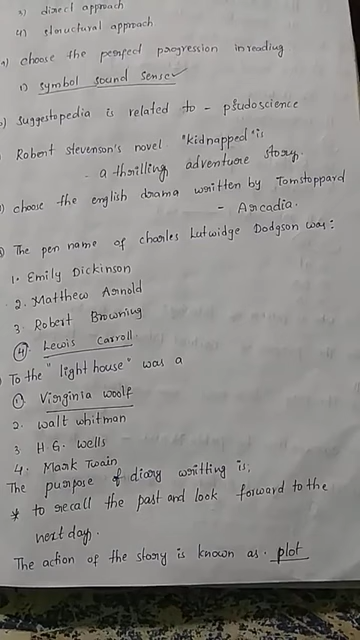 3) direct approach
4) structural approach
a) choose the perfect progression in reading
1) symbol sound sense
) suggestopedia is related to - psudoscience
Robert stevenson's novel "kidnapped" is
- a thrilling adventure story.
) choose the english drama written by Tomstoppard
- Arcadia.
The pen name of charles Lutwidge Dodgson was:
1. Emily Dickinson
2. Matthew Arnold
3. Robert Browning
4. Lewis Carroll.
) To the "light house" was a
1. Virginia woolf
2. walt whitman
3 H.G. Wells
4. Mark Twain
The purpose of diary writting is,
* to recall the past and look forward to the
next day.
The action of the story is known as. plot